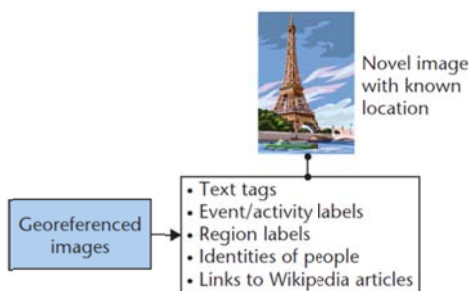 Novel image
with known
location
Georeferenced
images
• Text tags
• Event/activity labels
• Region labels
• Identities of people
• Links to Wikipedia articles